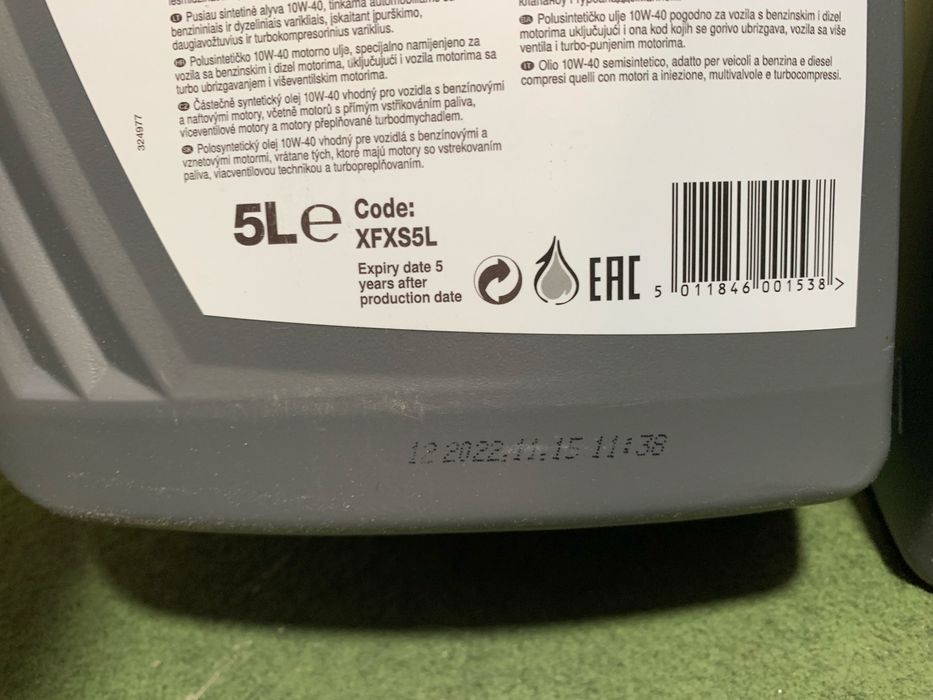 LT Pusiau sintetinė alyva 10W-40, tinkama
benzininiais ir dyzeliniais varikliais, įskaitant įpurškimo,
daugiavožtuvius ir turbokompresorinius variklius.
HR Polusintetičko 10W-40 motorno ulje, specijalno namijenjeno za
vozila sa benzinskim i dizel motorima, uključujući i vozila motorima sa
turbo ubrizgavanjem i viševentilskim motorima.
CZ Částečně syntetický olej 10W-40 vhodný pro vozidla s benzínovými
a naftovými motory, včetně motorů s přímým vstřikováním paliva,
víceventilové motory a motory přeplňované turbodmychadlem.
SK Polosyntetický olej 10W-40 vhodný pre vozidlá s benzínovými a
vznetovými motormi, vrátane tých, ktoré majú motory so vstrekovaním
paliva, viacventilovou technikou a turbopreplňovaním.
BA Polusintetičko ulje 10W-40 pogodno za vozila s benzinskim i dizel
motorima uključujući i ona kod kojih se gorivo ubrizgava, vozila sa više
ventila i turbo-punjenim motorima.
IT Olio 10W-40 semisintetico, adatto per veicoli a benzina e diesel
compresi quelli con motori a iniezione, multivalvole e turbocompressi.
324977
5L e
Code:
XFXS5L
Expiry date 5
years after
production date
EAC
5 011846 001538 >
12 2022.11.15 11:38